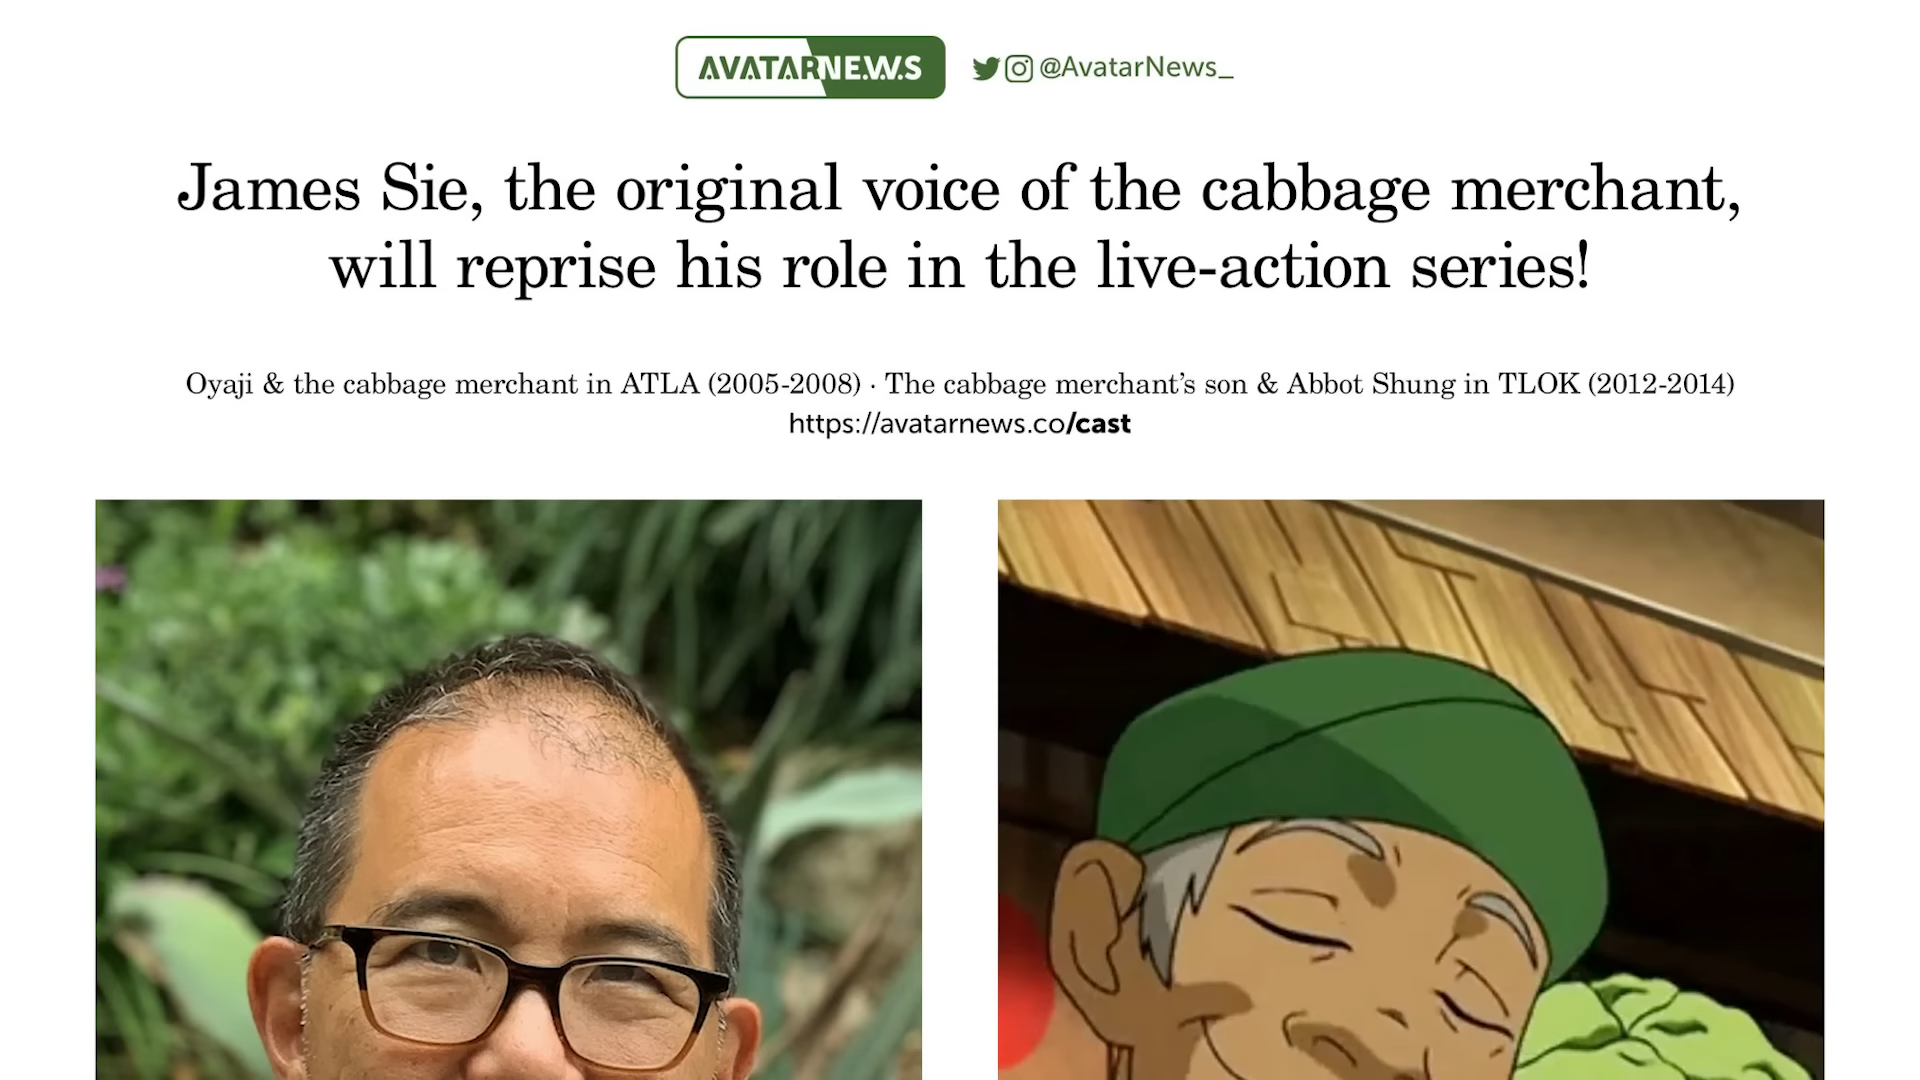 AVATARNE.W.S @AvatarNews_
James Sie, the original voice of the cabbage merchant,
will reprise his role in the live-action series!
Oyaji & the cabbage merchant in ATLA (2005-2008) · The cabbage merchant’s son & Abbot Shung in TLOK (2012-2014)
https://avatarnews.co/cast